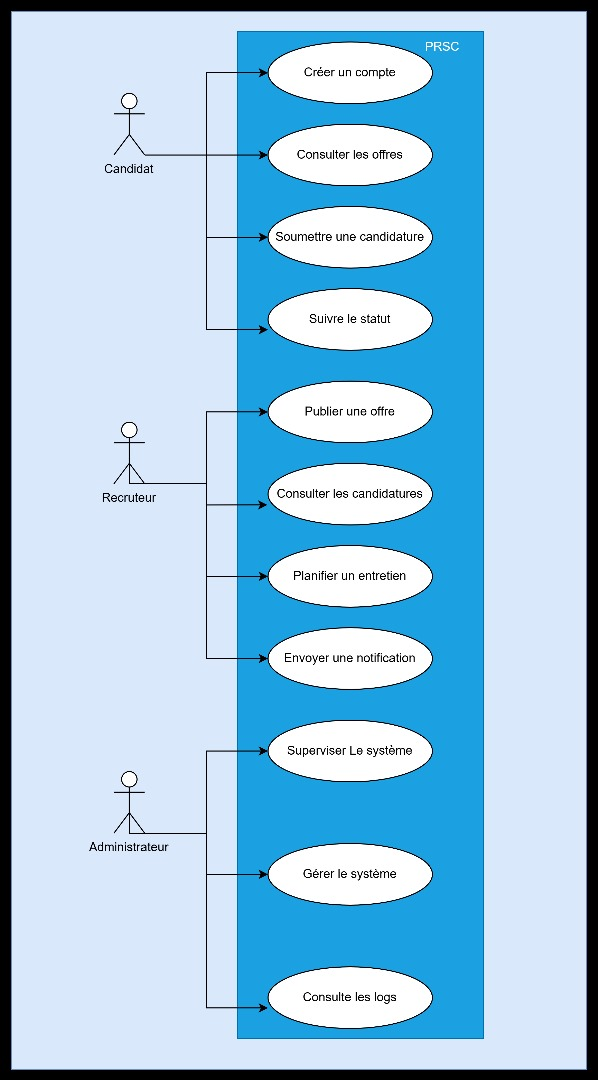 PRSC
Créer un compte
Candidat
Consulter les offres
Soumettre une candidature
Suivre le statut
Publier une offre
Recruteur
Consulter les candidatures
Planifier un entretien
Envoyer une notification
Superviser Le système
Administrateur
Gérer le système
Consulte les logs